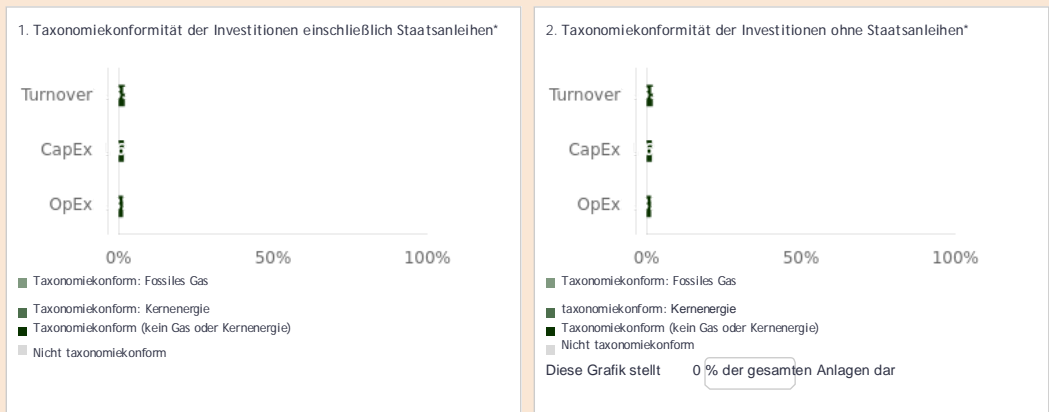 1. Taxonomiekonformität der Investitionen einschließlich Staatsanleihen*
Turnover
CapEx
OpEx
0% 50% 100%
Taxonomiekonform: Fossiles Gas
Taxonomiekonform: Kernenergie
Taxonomiekonform (kein Gas oder Kernenergie)
Nicht taxonomiekonform
2. Taxonomiekonformität der Investitionen ohne Staatsanleihen*
Turnover
CapEx
OpEx
0% 50% 100%
Taxonomiekonform: Fossiles Gas
taxonomiekonform: Kernenergie
Taxonomiekonform (kein Gas oder Kernenergie)
Nicht taxonomiekonform
Diese Grafik stellt 0 % der gesamten Anlagen dar